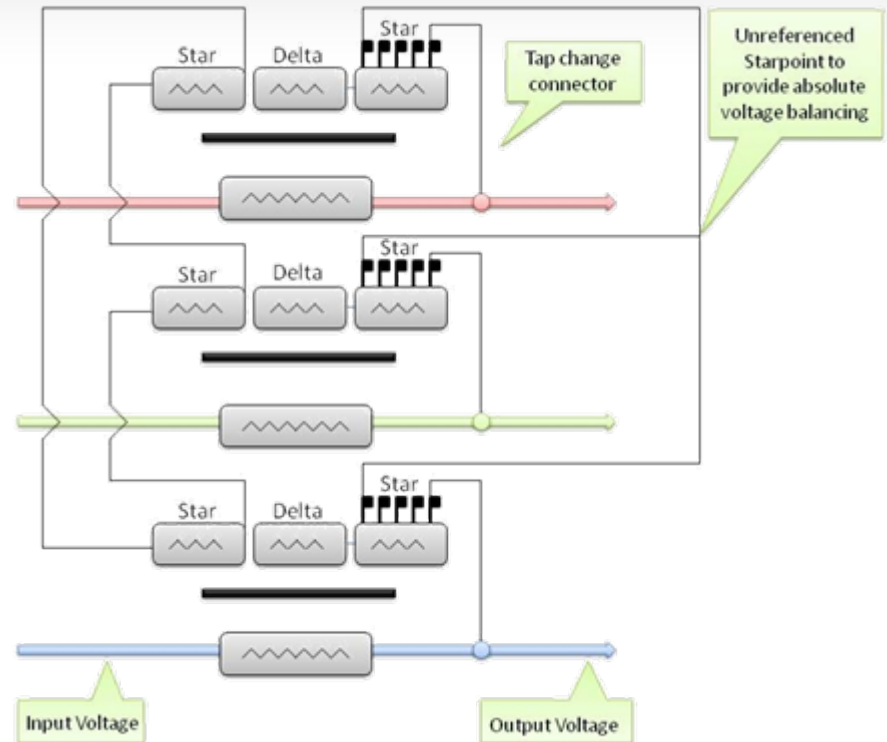 Star
Delta
Star
Tap change
connector
Unreferenced
Starpoint to
provide absolute
voltage balancing
Star
Delta
Star
Star
Delta
Star
Input Voltage
Output Voltage